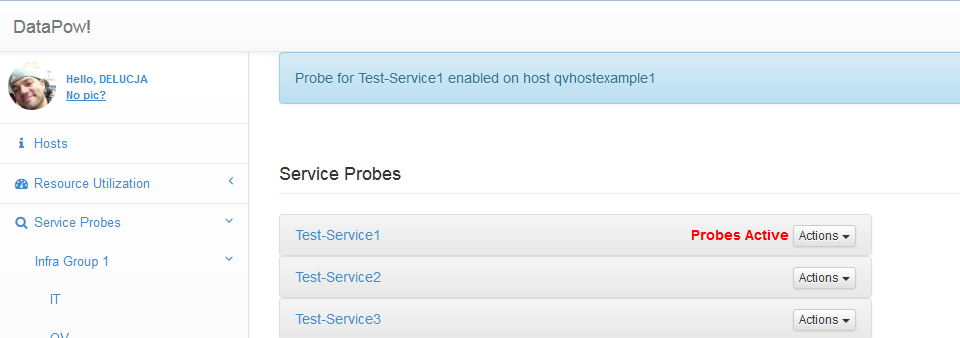 DataPow!
Hello, DELUCJA
No pic?
Hosts
Resource Utilization
Service Probes
Infra Group 1
IT
QV
Probe for Test-Service1 enabled on host qvhostexample1
Service Probes
Test-Service1 Probes Active Actions
Test-Service2 Actions
Test-Service3 Actions